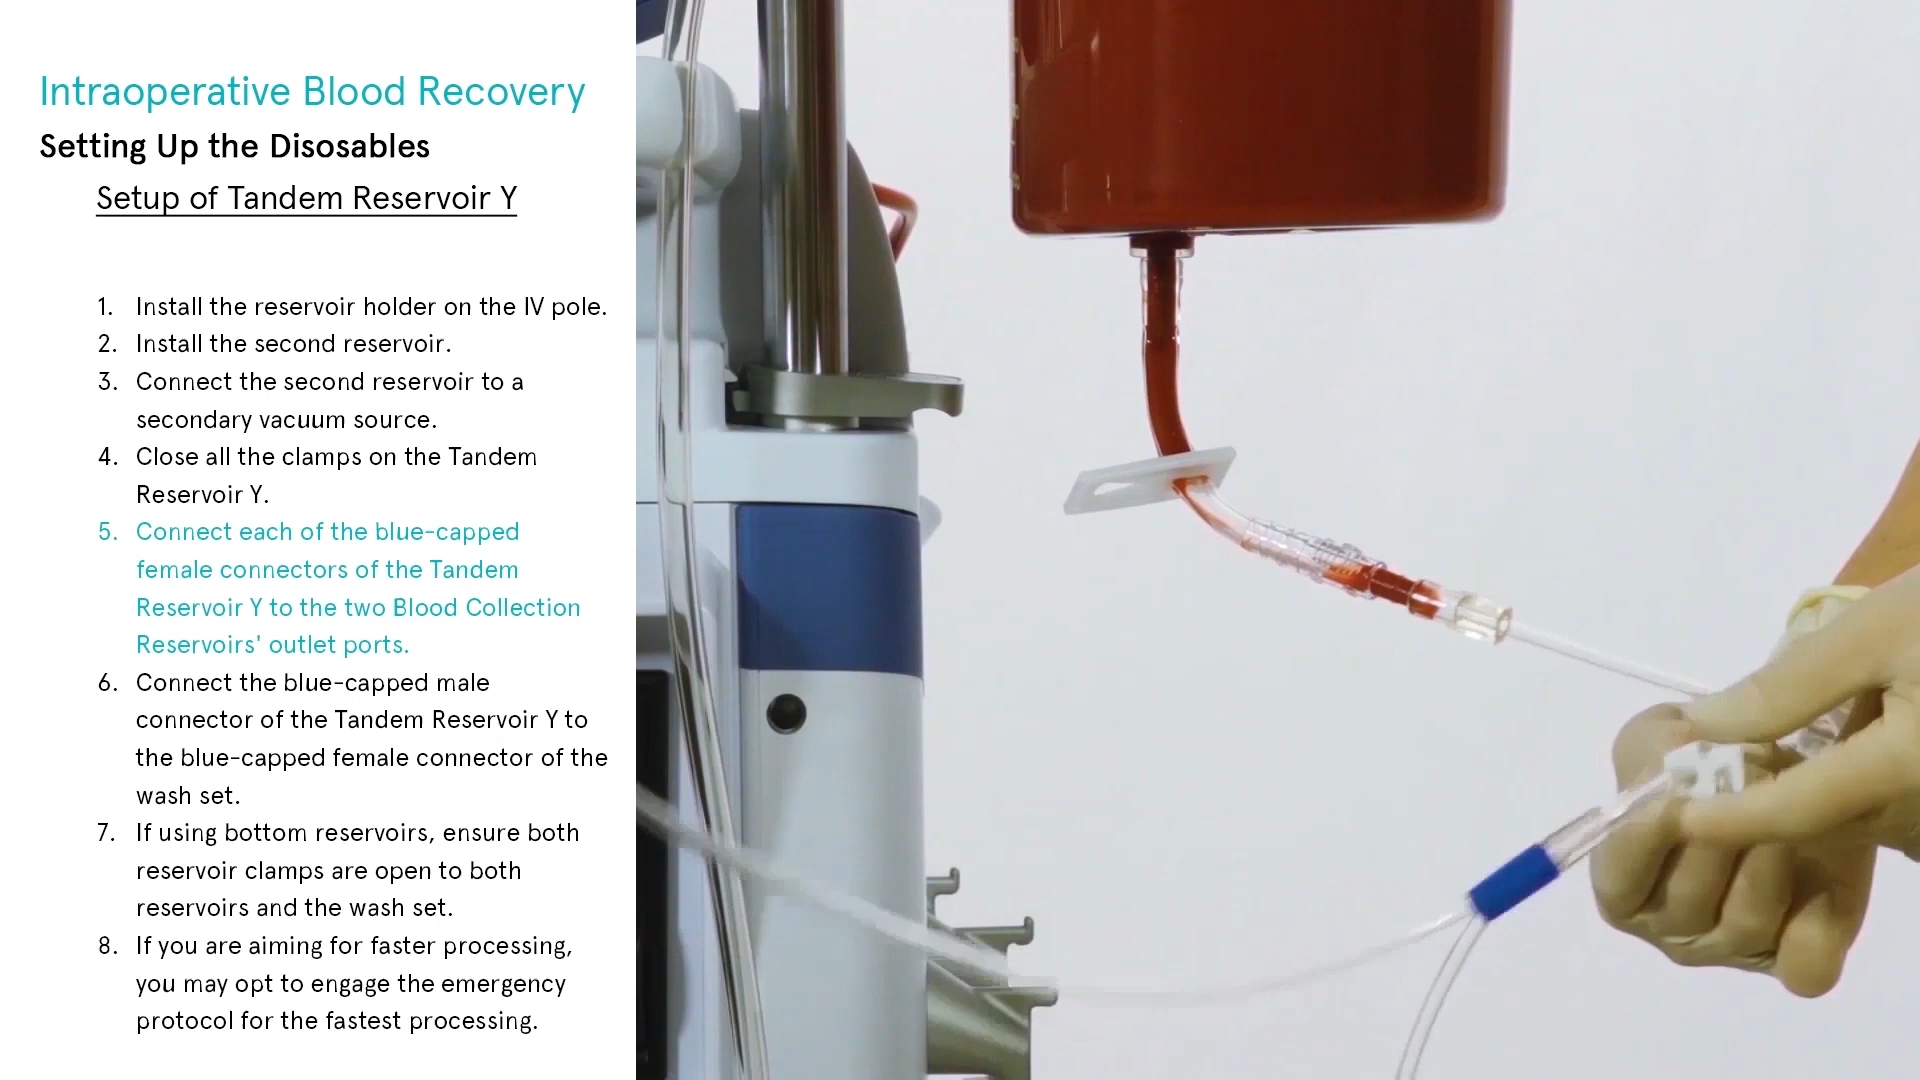 Intraoperative Blood Recovery
Setting Up the Disosables
Setup of Tandem Reservoir Y
1. Install the reservoir holder on the IV pole.
2. Install the second reservoir.
3. Connect the second reservoir to a
secondary vacuum source.
4. Close all the clamps on the Tandem
Reservoir Y.
5. Connect each of the blue-capped
female connectors of the Tandem
Reservoir Y to the two Blood Collection
Reservoirs' outlet ports.
6. Connect the blue-capped male
connector of the Tandem Reservoir Y to
the blue-capped female connector of the
wash set.
7. If using bottom reservoirs, ensure both
reservoir clamps are open to both
reservoirs and the wash set.
8. If you are aiming for faster processing,
you may opt to engage the emergency
protocol for the fastest processing.